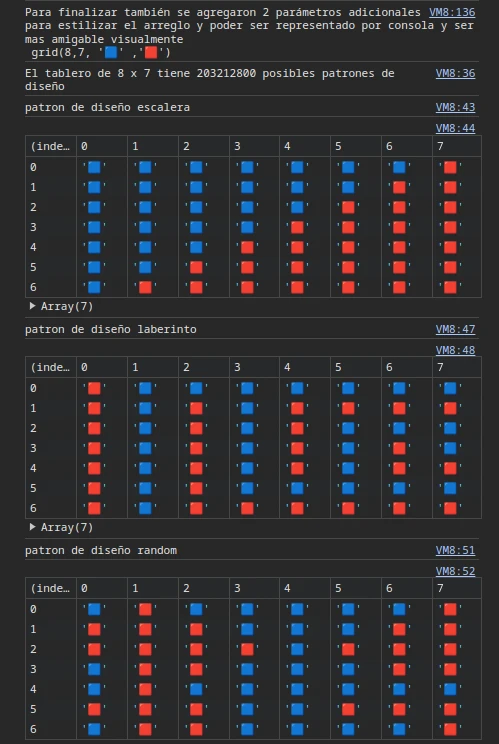 Para finalizar también se agregaron 2 parámetros adicionales VM8:136
para estilizar el arreglo y poder ser representado por consola y ser
mas amigable visualmente
grid(8,7, '🟦' ,'🟥')
El tablero de 8 x 7 tiene 203212800 posibles patrones de VM8:36
diseño
patron de diseño escalera VM8:43
VM8:44
(inde… 0 1 2 3 4 5 6 7
0 '🟦' '🟦' '🟦' '🟦' '🟦' '🟦' '🟦' '🟥'
1 '🟦' '🟦' '🟦' '🟦' '🟦' '🟦' '🟥' '🟥'
2 '🟦' '🟦' '🟦' '🟦' '🟦' '🟥' '🟥' '🟥'
3 '🟦' '🟦' '🟦' '🟦' '🟥' '🟥' '🟥' '🟥'
4 '🟦' '🟦' '🟦' '🟥' '🟥' '🟥' '🟥' '🟥'
5 '🟦' '🟦' '🟥' '🟥' '🟥' '🟥' '🟥' '🟥'
6 '🟦' '🟥' '🟥' '🟥' '🟥' '🟥' '🟥' '🟥'
▶ Array(7)
patron de diseño laberinto VM8:47
VM8:48
(inde… 0 1 2 3 4 5 6 7
0 '🟥' '🟦' '🟦' '🟦' '🟦' '🟦' '🟦' '🟦'
1 '🟥' '🟦' '🟥' '🟦' '🟥' '🟥' '🟥' '🟥'
2 '🟥' '🟦' '🟥' '🟦' '🟥' '🟦' '🟦' '🟦'
3 '🟥' '🟦' '🟥' '🟦' '🟦' '🟦' '🟥' '🟦'
4 '🟥' '🟦' '🟥' '🟦' '🟥' '🟦' '🟥' '🟦'
5 '🟥' '🟦' '🟥' '🟦' '🟦' '🟦' '🟦' '🟦'
6 '🟥' '🟦' '🟥' '🟥' '🟥' '🟥' '🟥' '🟥'
▶ Array(7)
patron de diseño random VM8:51
VM8:52
(inde… 0 1 2 3 4 5 6 7
0 '🟦' '🟥' '🟥' '🟦' '🟦' '🟦' '🟦' '🟥'
1 '🟥' '🟥' '🟥' '🟦' '🟦' '🟥' '🟦' '🟥'
2 '🟥' '🟥' '🟥' '🟥' '🟦' '🟥' '🟥' '🟥'
3 '🟦' '🟥' '🟥' '🟦' '🟦' '🟦' '🟥' '🟥'
4 '🟦' '🟥' '🟥' '🟦' '🟦' '🟦' '🟦' '🟦'
5 '🟥' '🟥' '🟥' '🟦' '🟦' '🟥' '🟥' '🟥'
6 '🟦' '🟥' '🟥' '🟦' '🟦' '🟦' '🟦' '🟥'